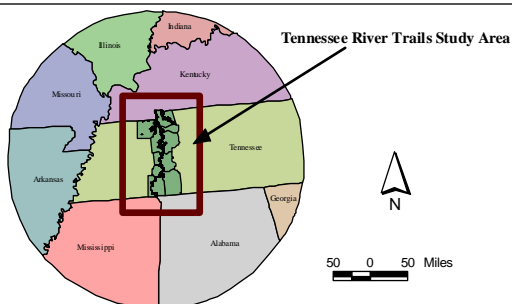 Indiana
Tennessee River Trails Study Area
Illinois
Kentucky
Missouri
Tennessee
Arkansas
Georgia
N
Mississippi
Alabama
50 0 50 Miles